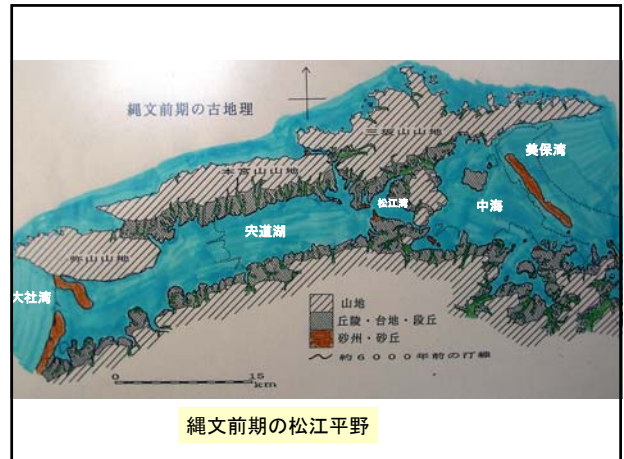 縄文前期の古地理
三坂山山地
美保湾
本宮山山地
松江湾
中海
宍道湖
弥山山地
大社湾
山地
丘陵・台地・段丘
砂州・砂丘
約6000年前の汀線
0 15
km
縄文前期の松江平野